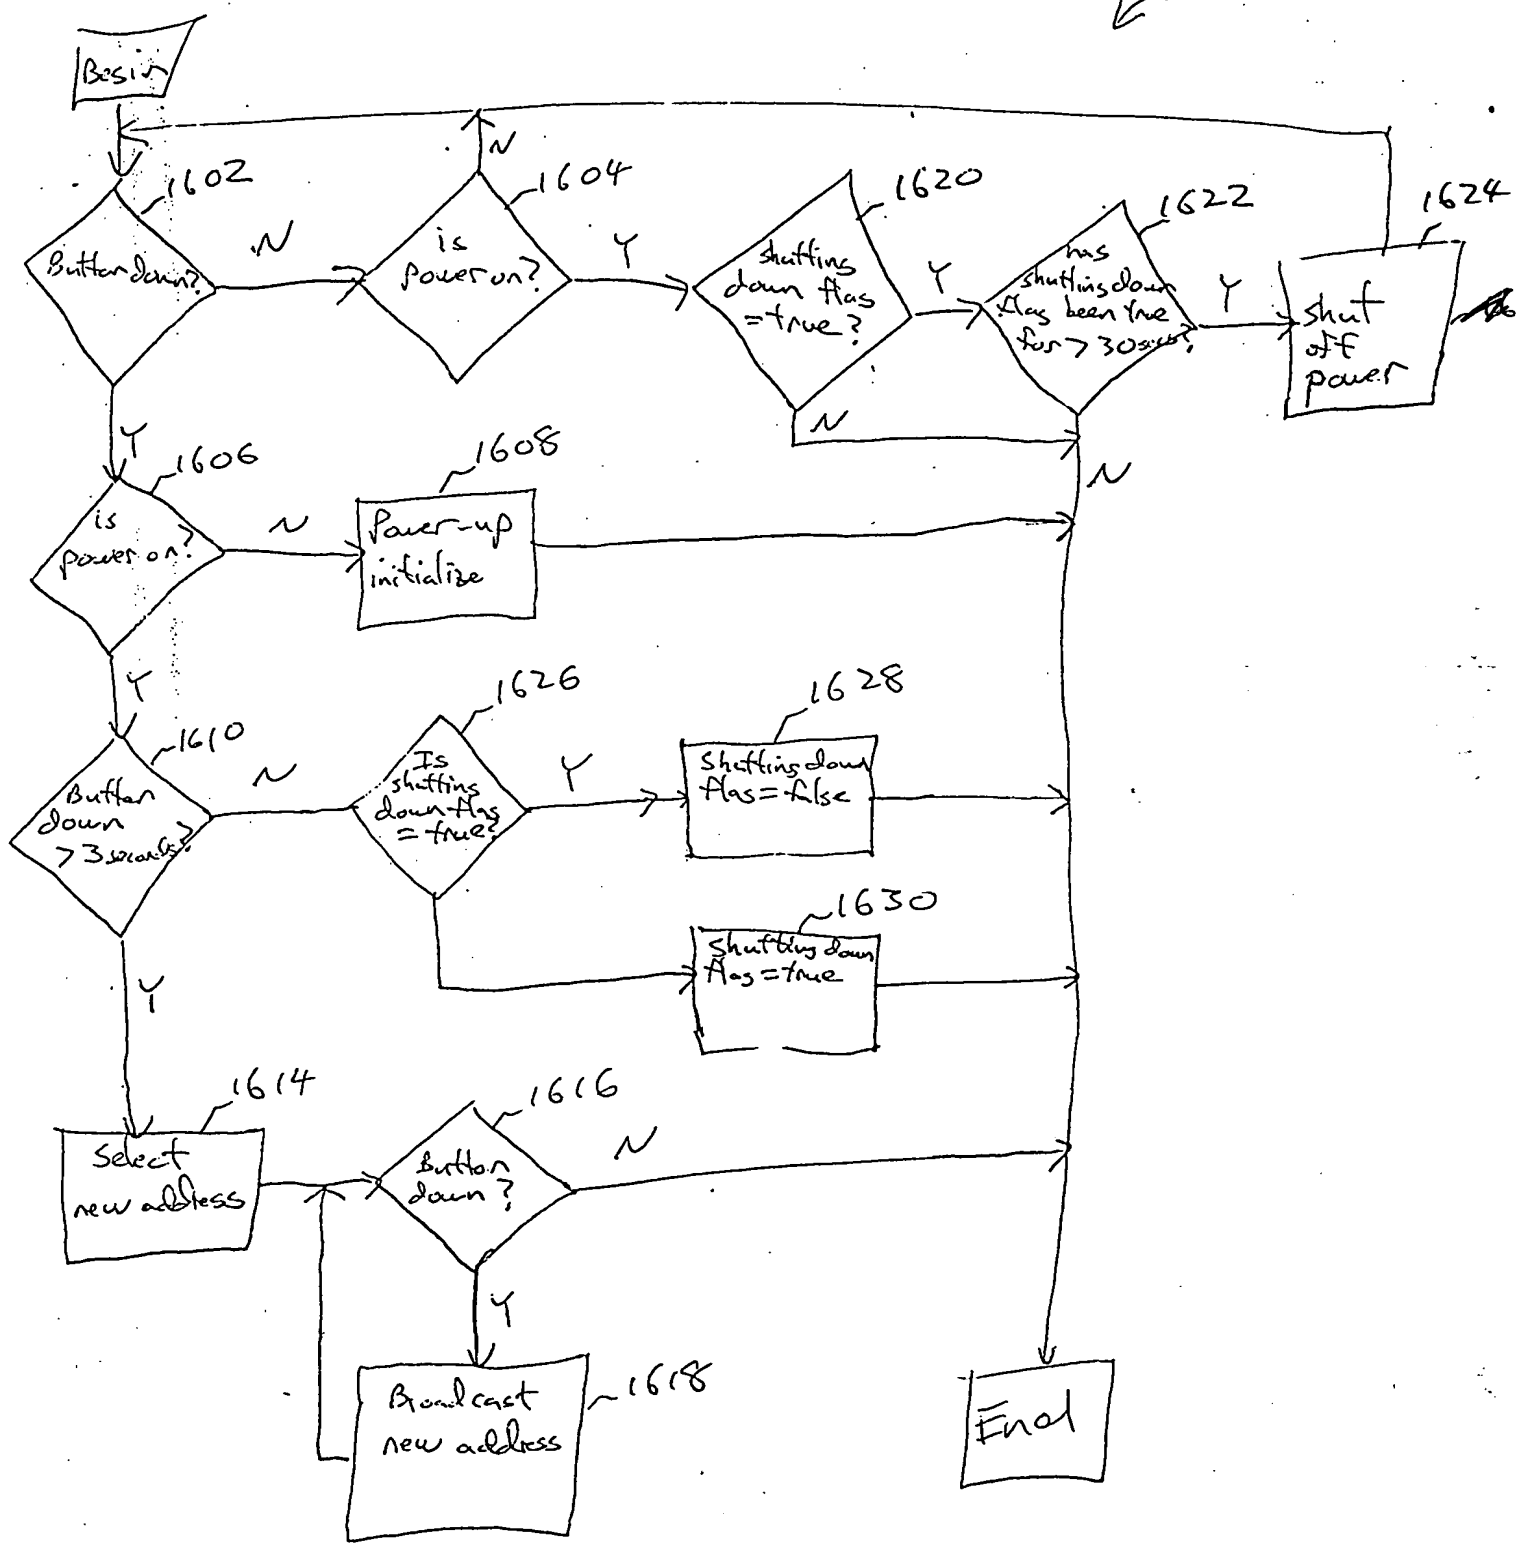 Begin
1602
Button down?
N
1604
is
power on?
N
Y
1620
shutting
down flag
= true?
Y
N
1622
has
shutting down
flag been true
for > 30 secs?
Y
N
1624
shut
off
power
Y
1606
is
power on?
N
1608
Power-up
initialize
Y
1610
Button
down
> 3 seconds?
N
1626
Is
shutting
down flag
= true?
Y
1628
Shutting down
flag = false
1630
Shutting down
flag = true
Y
1614
Select
new address
1616
Button
down?
N
Y
1618
Broadcast
new address
End